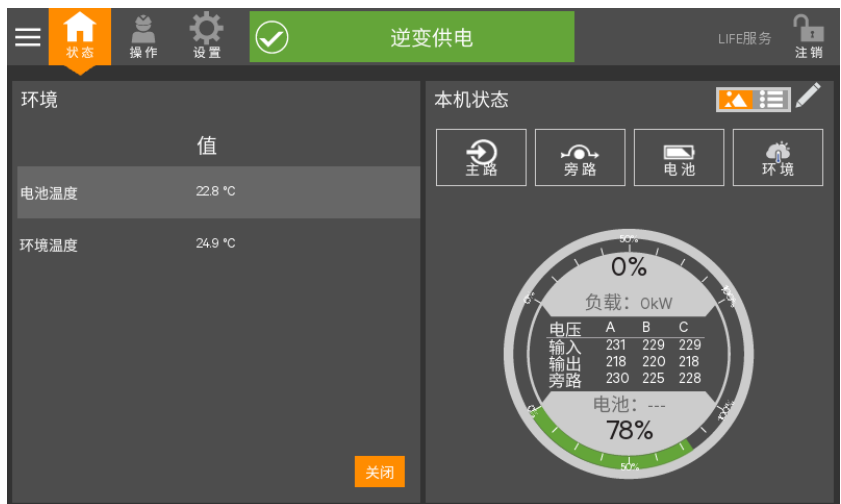 状态
操作
设置
逆变供电
LIFE服务
注销
环境
值
电池温度 22.8 °C
环境温度 24.9 °C
关闭
本机状态
主路
旁路
电池
环境
50%
0%
100%
0%
负载: 0kW
电压 A B C
输入 231 229 229
输出 218 220 218
旁路 230 225 228
电池: ---
78%
0%
50%